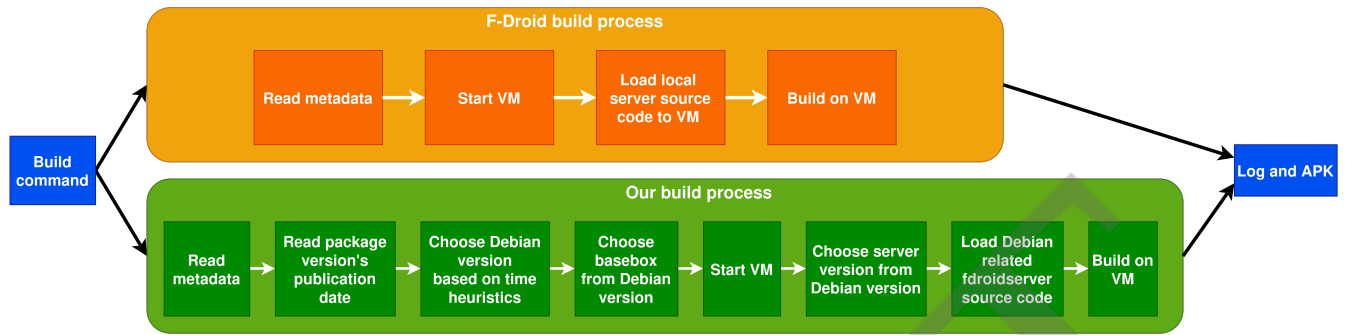 F-Droid build process
Read metadata
Start VM
Load local
server source
code to VM
Build on VM
Build
command
Log and APK
Our build process
Read
metadata
Read package
version's
publication
date
Choose Debian
version
based on time
heuristics
Choose
basebox
from Debian
version
Start VM
Choose server
version from
Debian version
Load Debian
related
fdroidserver
source code
Build on
VM